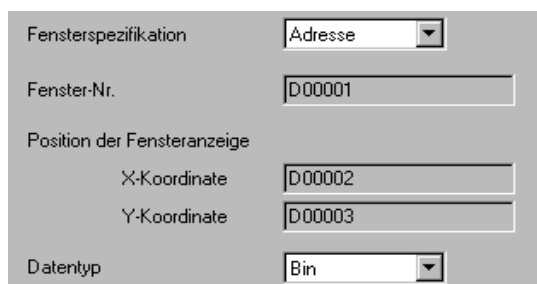 Fensterspezifikation Adresse
Fenster-Nr. D00001
Position der Fensteranzeige
X-Koordinate D00002
Y-Koordinate D00003
Datentyp Bin